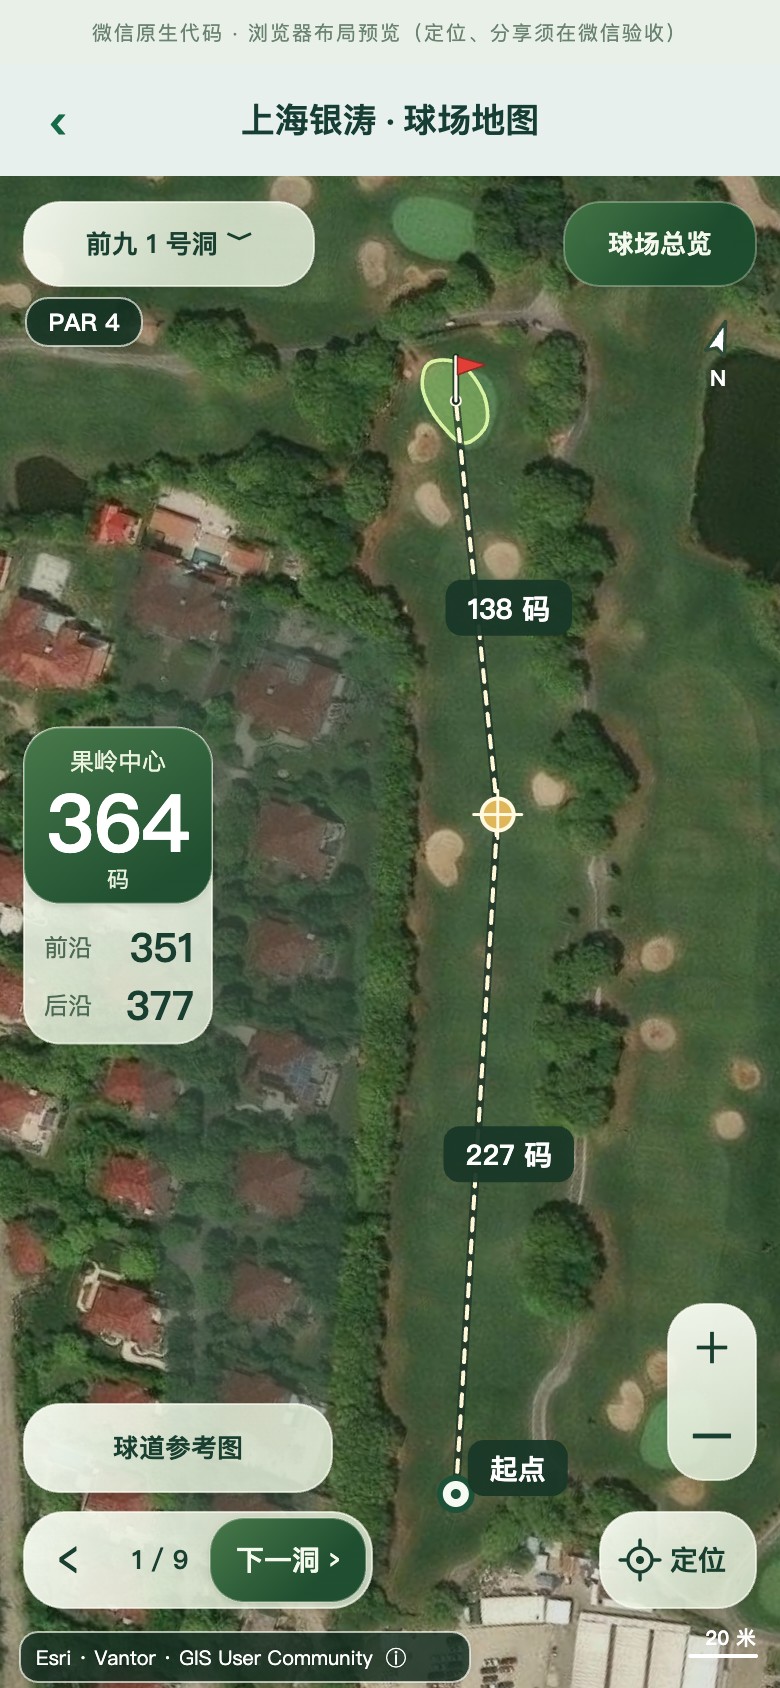 微信原生代码 · 浏览器布局预览（定位、分享须在微信验收）
上海银涛 · 球场地图
前九 1 号洞
球场总览
PAR 4
N
138 码
果岭中心
364
码
前沿 351
后沿 377
227 码
球道参考图
起点
1 / 9
下一洞
定位
20 米
Esri · Vantor · GIS User Community